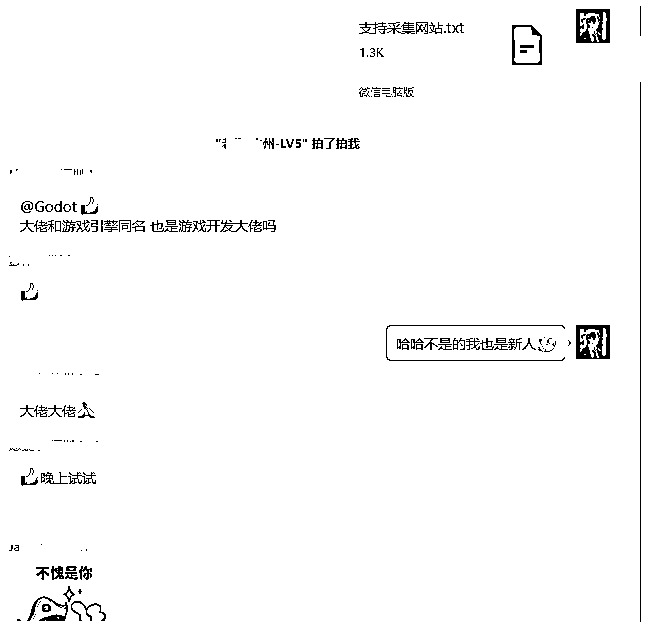 支持采集网站.txt
1.3K
微信电脑版
州-LV5" 拍了拍我
@Godot
大佬和游戏引擎同名 也是游戏开发大佬吗
哈哈不是的我也是新人
大佬大佬
晚上试试
不愧是你